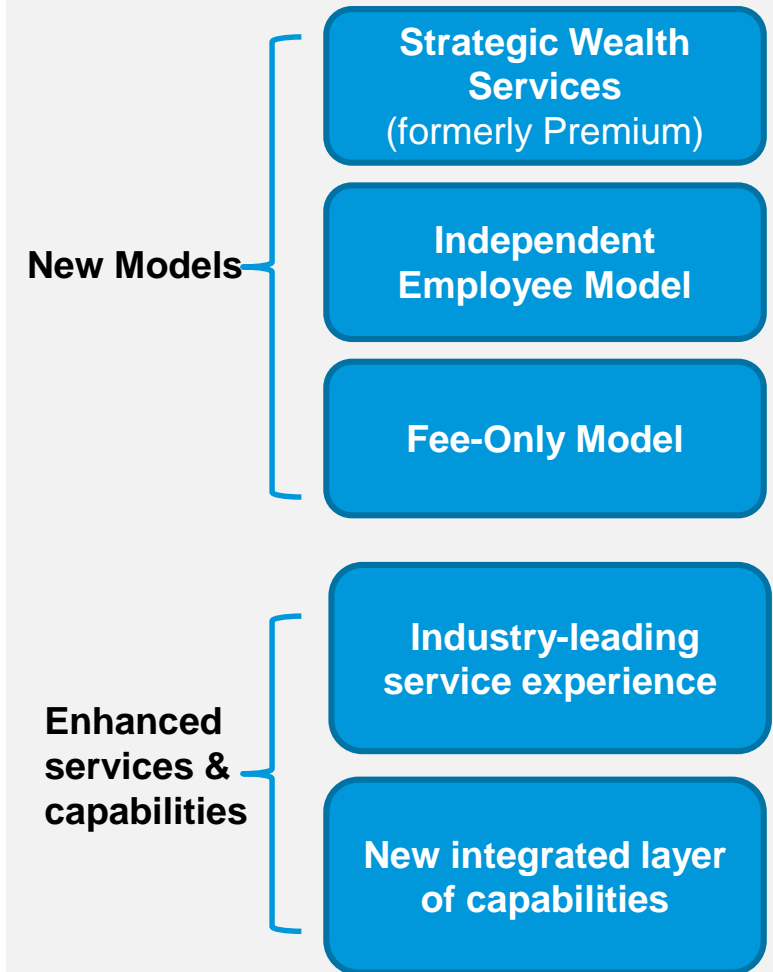 New Models
Strategic Wealth
Services
(formerly Premium)
Independent
Employee Model
Fee-Only Model
Enhanced
services &
capabilities
Industry-leading
service experience
New integrated layer
of capabilities